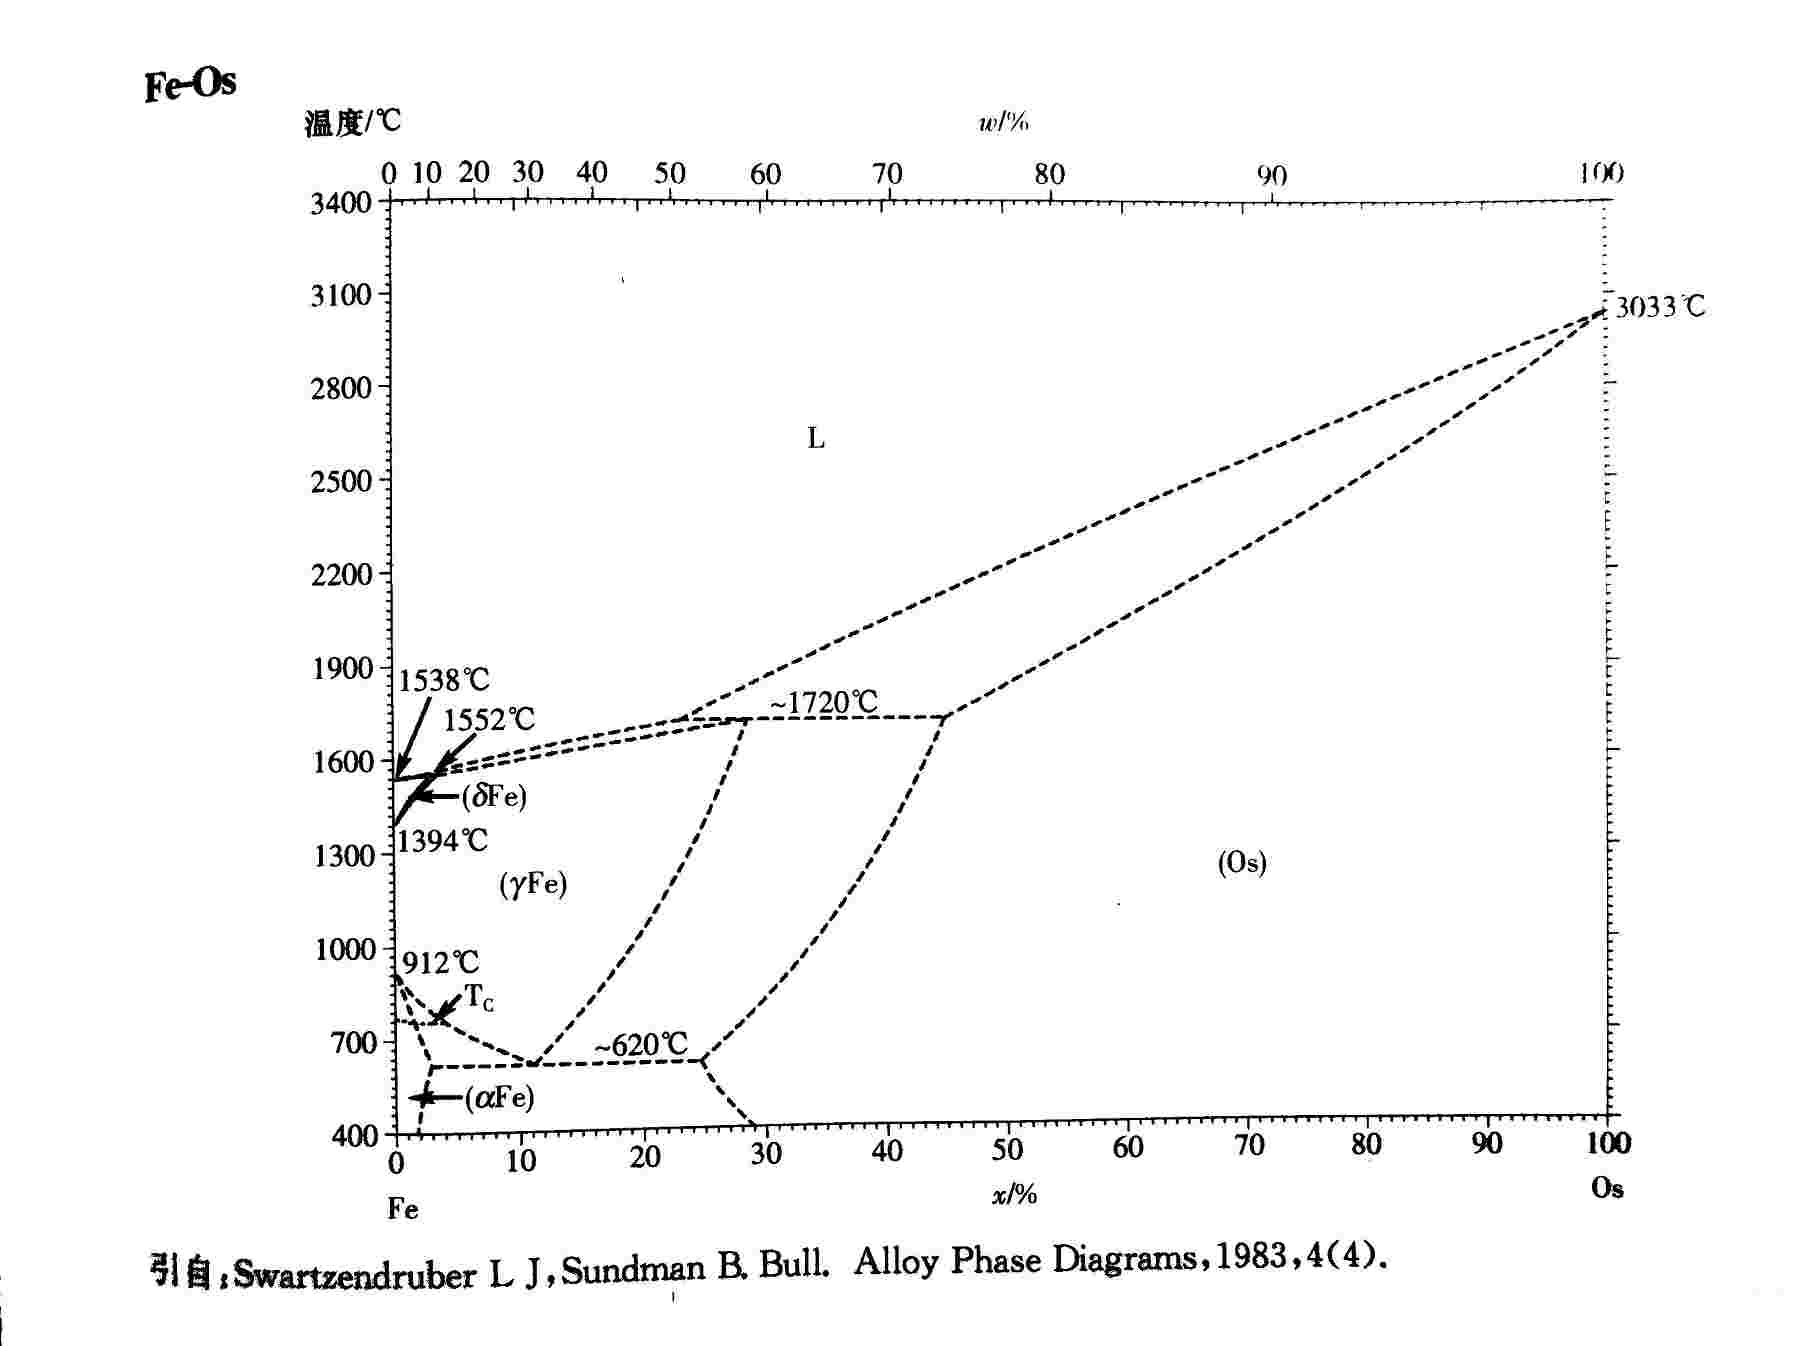 Fe-Os
温度/℃
w/%
0 10 20 30 40 50 60 70 80 90 100
3400
3100
3033℃
2800
L
2500
2200
1900
1538℃
~1720℃
1552℃
1600
(δFe)
1394℃
1300
(Os)
(γFe)
1000
912℃
T_C
700
~620℃
(αFe)
400
0 10 20 30 40 50 60 70 80 90 100
x/%
Fe
Os
引自:Swartzendruber L J,Sundman B. Bull. Alloy Phase Diagrams,1983,4(4).